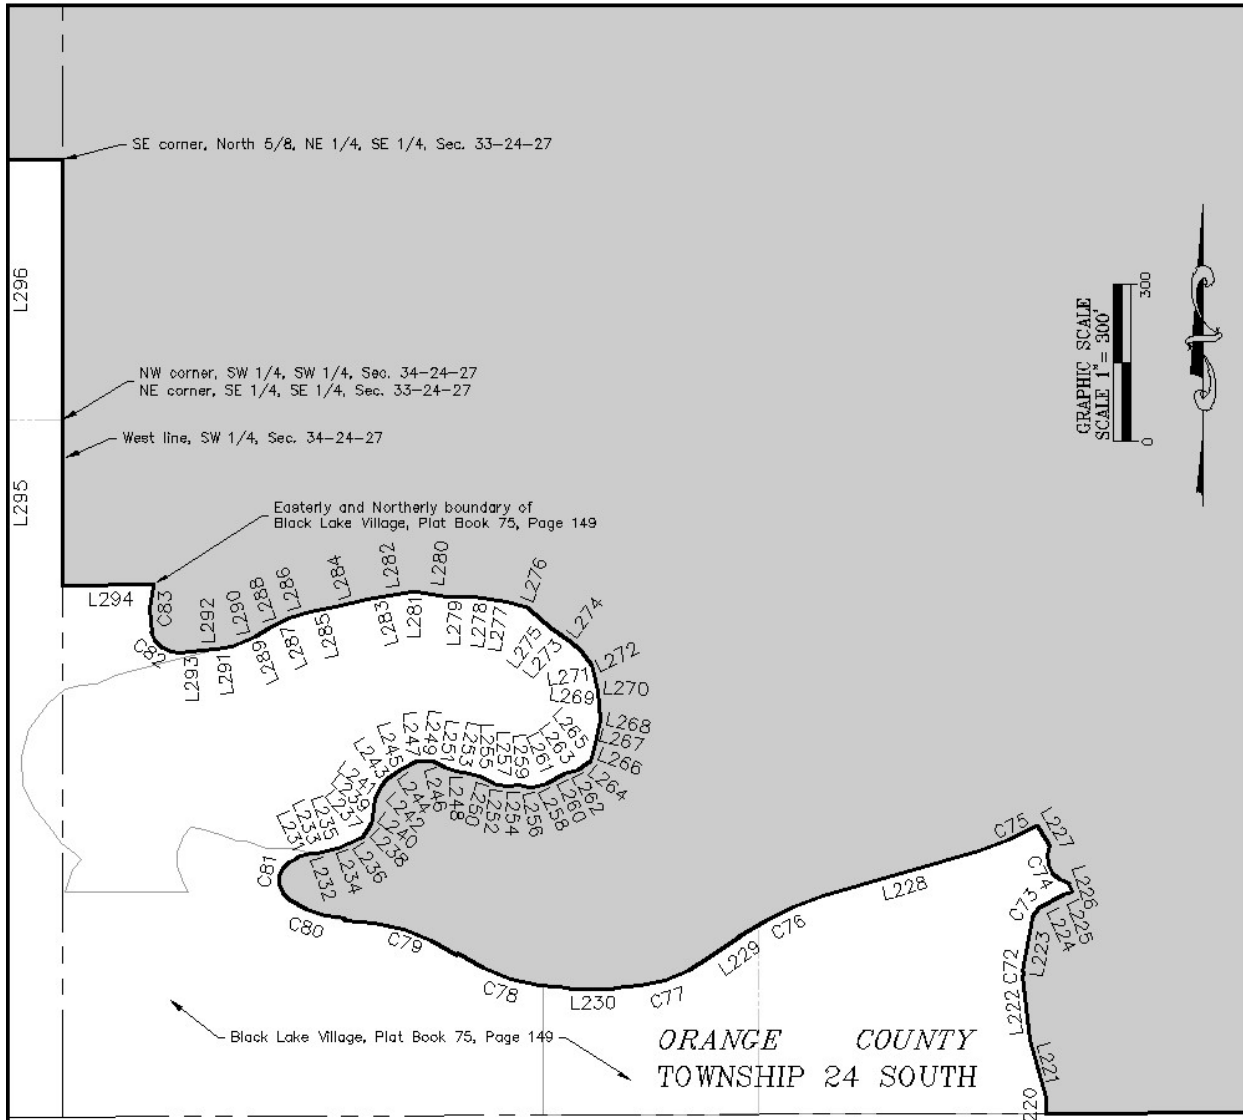 SE corner, North 5/8, NE 1/4, SE 1/4, Sec. 33-24-27
L296
300
GRAPHIC SCALE
SCALE 1" = 300'
0
NW corner, SW 1/4, SW 1/4, Sec. 34-24-27
NE corner, SE 1/4, SE 1/4, Sec. 33-24-27
West line, SW 1/4, Sec. 34-24-27
L295
Easterly and Northerly boundary of
Black Lake Village, Plat Book 75, Page 149
L294
C83
C82
L293
L292
L291
L290
L289
L288
L287
L286
L285
L284
L283
L282
L281
L280
L279
L278
L277
L276
L275
L274
L273
L272
L271
L270
L269
L268
L267
L266
L265
L264
L263
L262
L261
L260
L259
L258
L257
L256
L255
L254
L253
L252
L251
L250
L249
L248
L247
L246
L245
L244
L243
L242
L241
L240
L239
L238
L237
L236
L235
L234
L233
L232
L231
C81
C80
C79
C78
L230
C77
L229
C76
L228
C75
L227
C74
L226
L225
L224
C73
L223
C72
L222
L221
220
Black Lake Village, Plat Book 75, Page 149
ORANGE COUNTY
TOWNSHIP 24 SOUTH